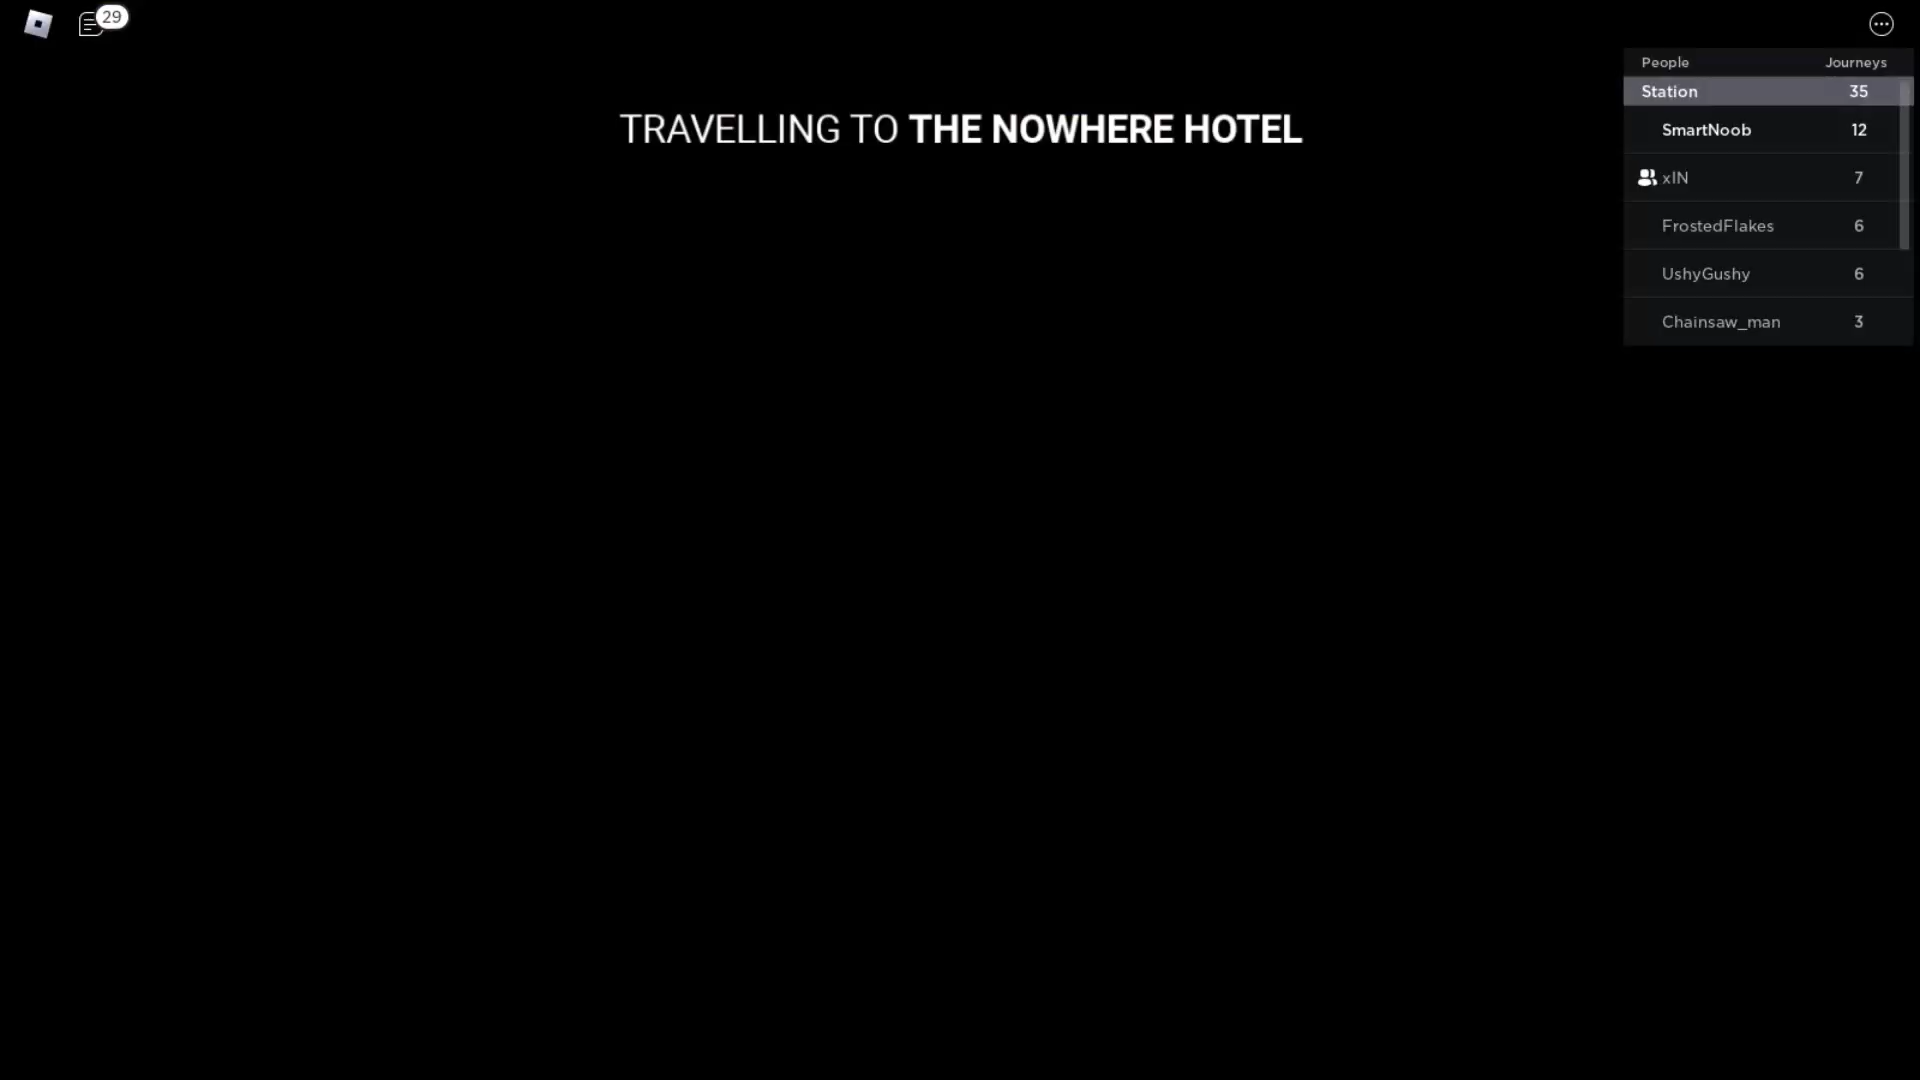 29
People Journeys
Station 35
TRAVELLING TO THE NOWHERE HOTEL
SmartNoob 12
xIN 7
FrostedFlakes 6
UshyGushy 6
Chainsaw_man 3